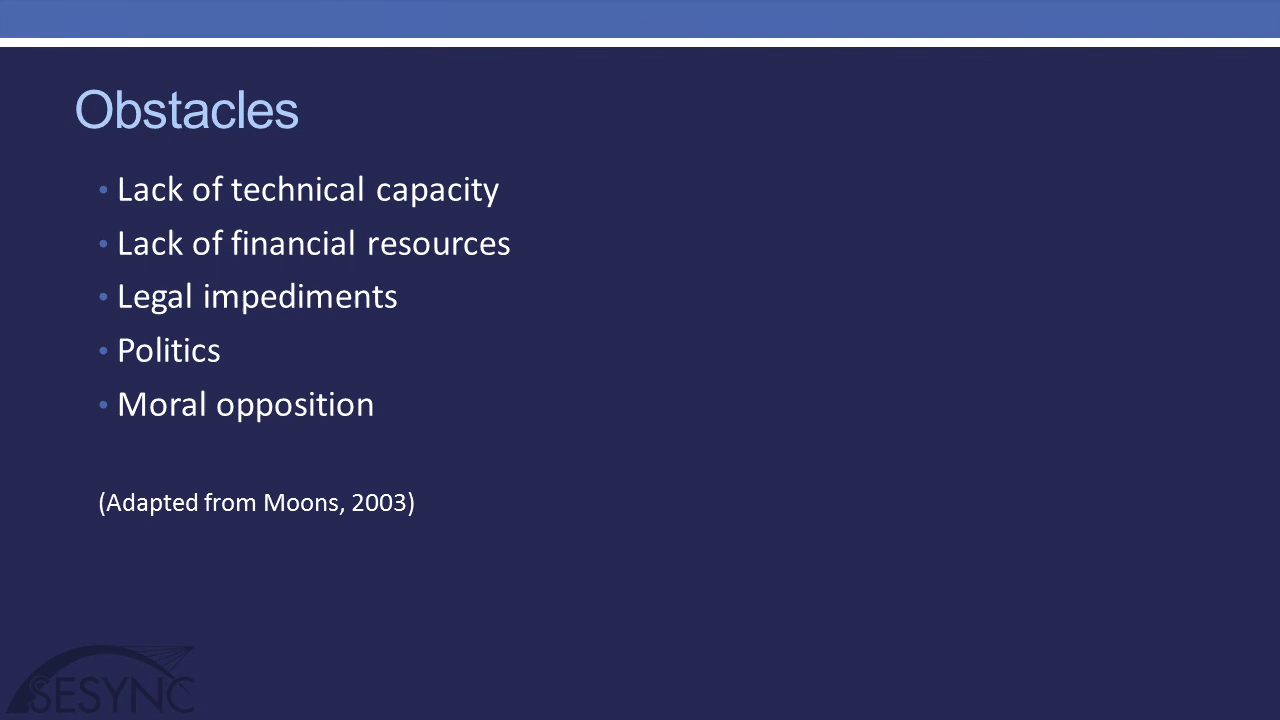 Obstacles
• Lack of technical capacity
• Lack of financial resources
• Legal impediments
• Politics
• Moral opposition
(Adapted from Moons, 2003)
SESYNC